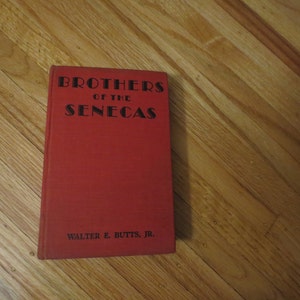 BROTHERS
OF THE
SENECAS
WALTER E. BUTTS, JR.